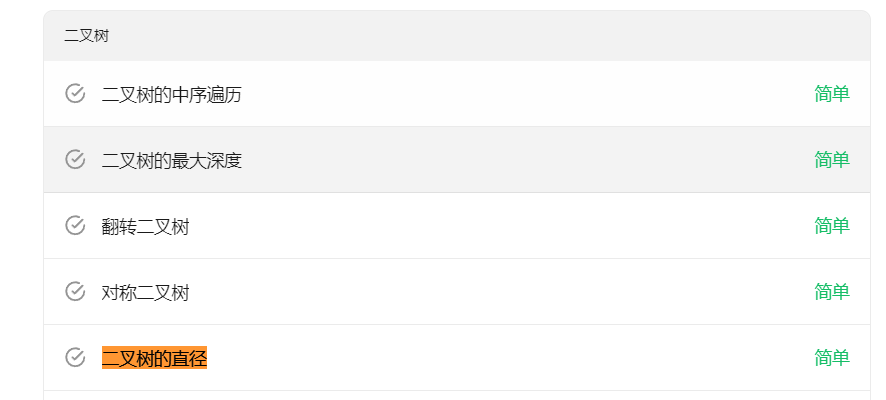 二叉树
二叉树的中序遍历 简单
二叉树的最大深度 简单
翻转二叉树 简单
对称二叉树 简单
二叉树的直径 简单